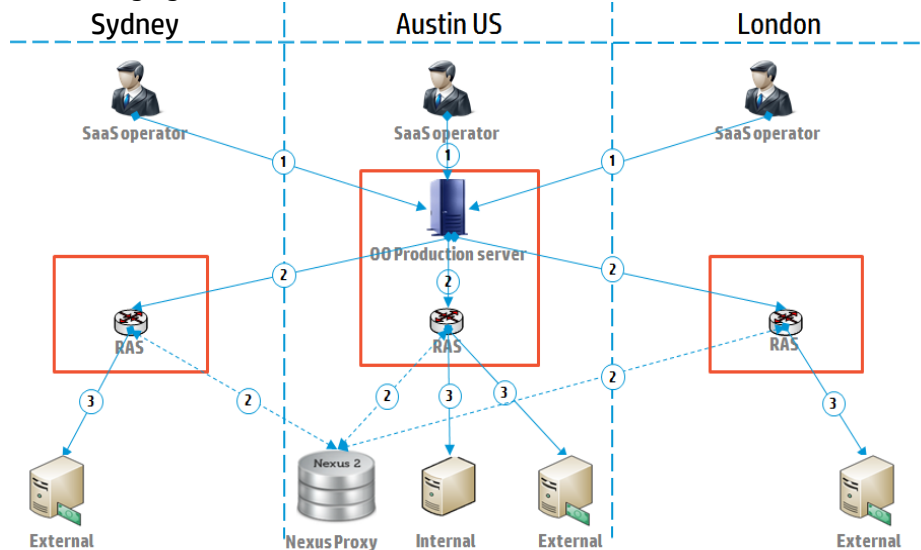 Sydney
Austin US
London
SaaS operator
SaaS operator
SaaS operator
1
1
1
OO Production server
2
2
2
RAS
RAS
RAS
2
3
2
2
3
3
3
Nexus 2
External
Nexus Proxy
Internal
External
External